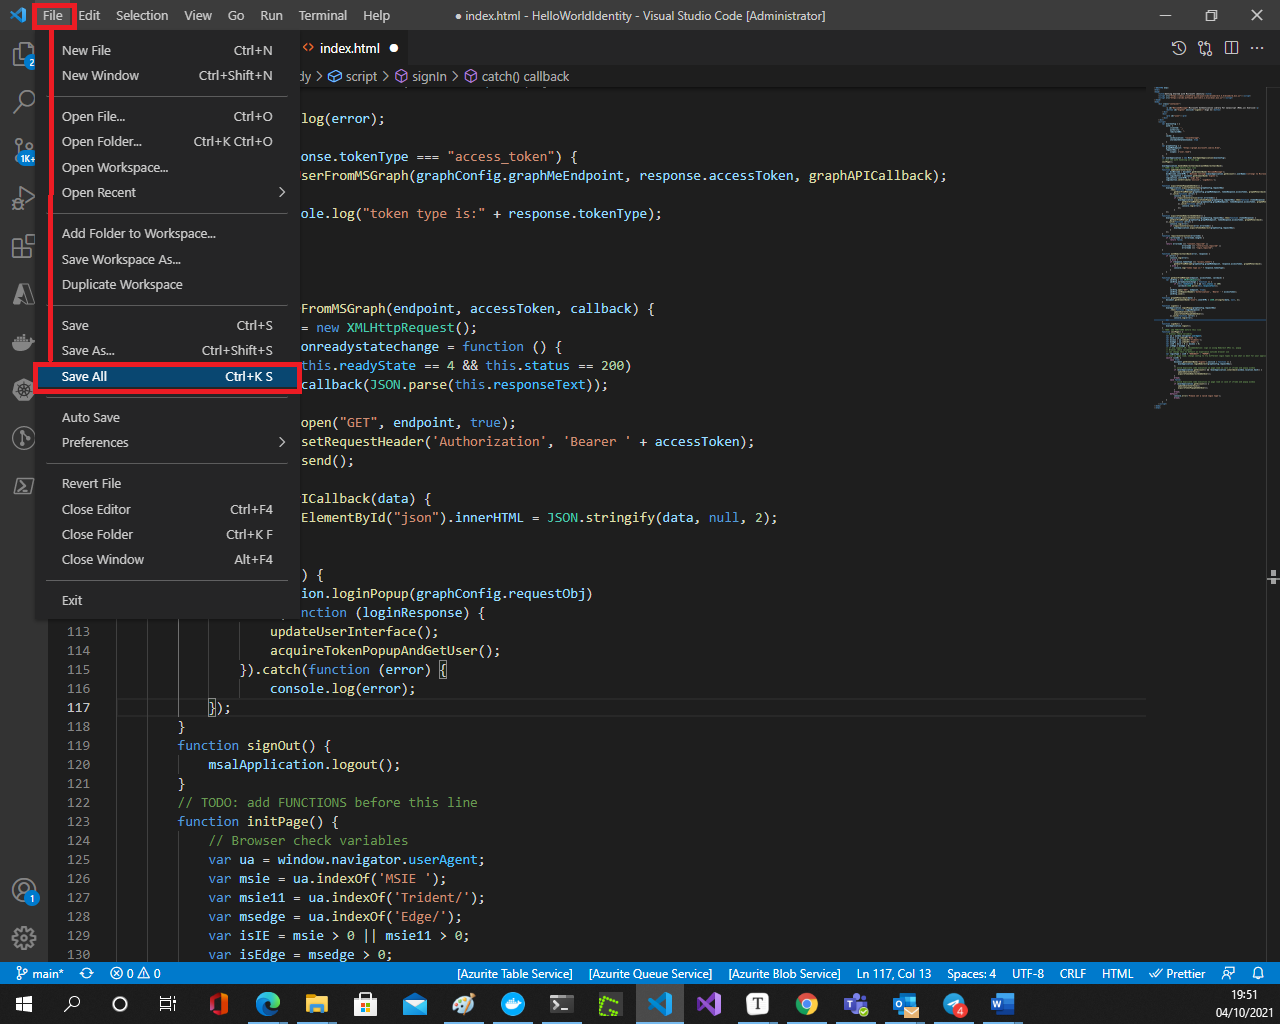 File Edit Selection View Go Run Terminal Help ● index.html - HelloWorldIdentity - Visual Studio Code [Administrator]
New File Ctrl+N
New Window Ctrl+Shift+N
Open File... Ctrl+O
Open Folder... Ctrl+K Ctrl+O
Open Workspace...
Open Recent >
Add Folder to Workspace...
Save Workspace As...
Duplicate Workspace
Save Ctrl+S
Save As... Ctrl+Shift+S
Save All Ctrl+K S
Auto Save
Preferences >
Revert File
Close Editor Ctrl+F4
Close Folder Ctrl+K F
Close Window Alt+F4
Exit
2
1K+
1
<> index.html ●
dy > script > signIn > catch() callback
log(error);
onse.tokenType === "access_token") {
serFromMSGraph(graphConfig.graphMeEndpoint, response.accessToken, graphAPICallback);
ole.log("token type is:" + response.tokenType);
FromMSGraph(endpoint, accessToken, callback) {
= new XMLHttpRequest();
onreadystatechange = function () {
this.readyState == 4 && this.status == 200)
callback(JSON.parse(this.responseText));
open("GET", endpoint, true);
setRequestHeader('Authorization', 'Bearer ' + accessToken);
send();
ICallback(data) {
ElementById("json").innerHTML = JSON.stringify(data, null, 2);
) {
ion.loginPopup(graphConfig.requestObj)
nction (loginResponse) {
113 updateUserInterface();
114 acquireTokenPopupAndGetUser();
115 }).catch(function (error) {
116 console.log(error);
117 });
118 }
119 function signOut() {
120 msalApplication.logout();
121 }
122 // TODO: add FUNCTIONS before this line
123 function initPage() {
124 // Browser check variables
125 var ua = window.navigator.userAgent;
126 var msie = ua.indexOf('MSIE ');
127 var msie11 = ua.indexOf('Trident/');
128 var msedge = ua.indexOf('Edge/');
129 var isIE = msie > 0 || msie11 > 0;
130 var isEdge = msedge > 0;
main* 0 0 [Azurite Table Service] [Azurite Queue Service] [Azurite Blob Service] Ln 117, Col 13 Spaces: 4 UTF-8 CRLF HTML Prettier
T 4 W 19:51
04/10/2021